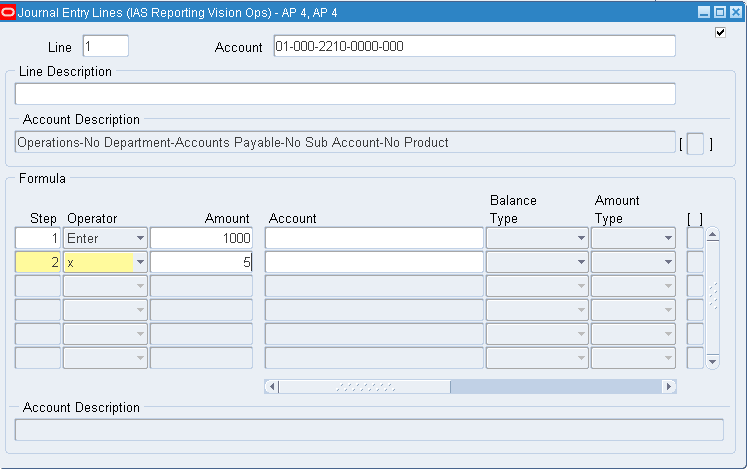 Journal Entry Lines (IAS Reporting Vision Ops) - AP 4, AP 4
Line 1 Account 01-000-2210-0000-000
Line Description
Account Description
Operations-No Department-Accounts Payable-No Sub Account-No Product [ ]
Formula
Balance Amount
Step Operator Amount Account Type Type [ ]
1 Enter 1000
2 x 5
Account Description